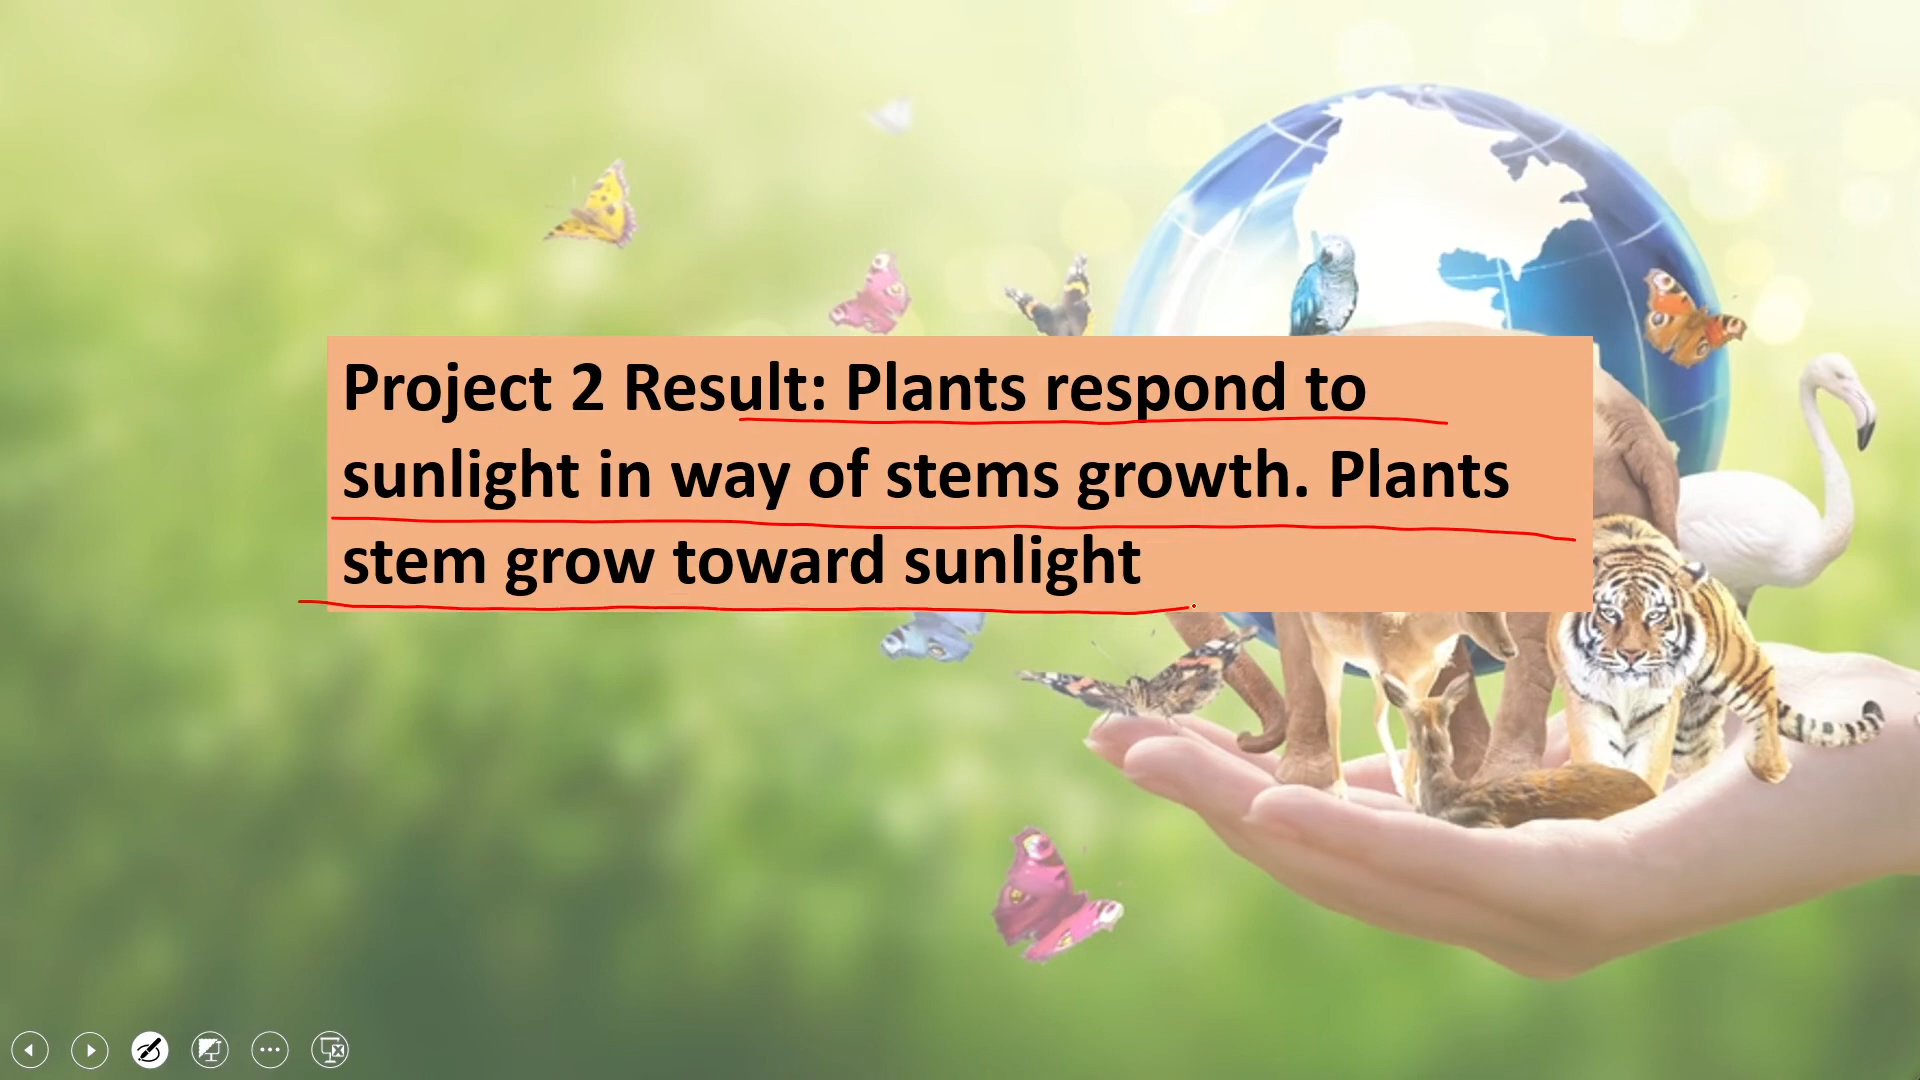 Project 2 Result: Plants respond to
sunlight in way of stems growth. Plants
stem grow toward sunlight